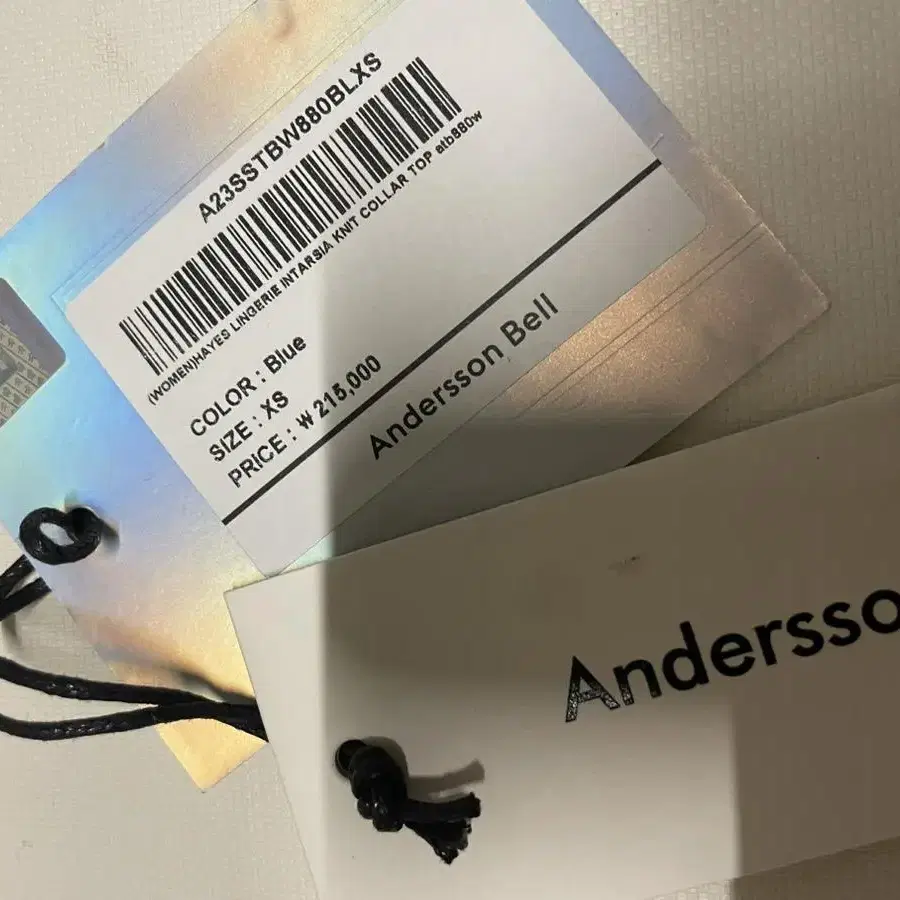 A23SSTBW880BLXS
(WOMEN)HAYES LINGERIE INTARSIA KNIT COLLAR TOP atb880w
COLOR : Blue
SIZE : XS
PRICE : ₩ 215,000
Andersson Bell
Andersso